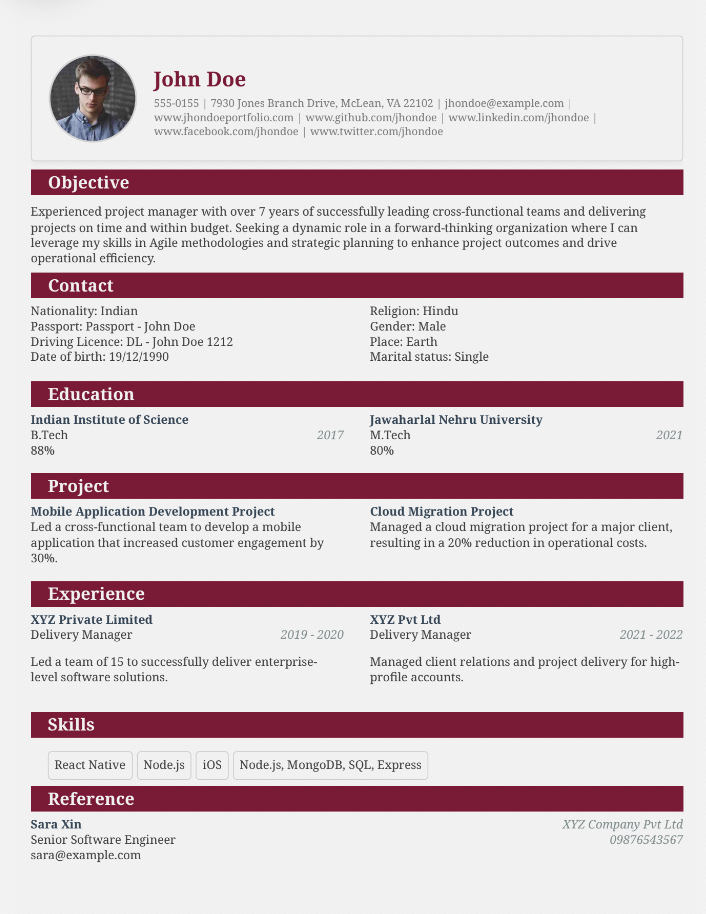 John Doe
555-0155 | 7930 Jones Branch Drive, McLean, VA 22102 | jhondoe@example.com |
www.jhondoeportfolio.com | www.github.com/jhondoe | www.linkedin.com/jhondoe |
www.facebook.com/jhondoe | www.twitter.com/jhondoe
Objective
Experienced project manager with over 7 years of successfully leading cross-functional teams and delivering
projects on time and within budget. Seeking a dynamic role in a forward-thinking organization where I can
leverage my skills in Agile methodologies and strategic planning to enhance project outcomes and drive
operational efficiency.
Contact
Nationality: Indian
Passport: Passport - John Doe
Driving Licence: DL - John Doe 1212
Date of birth: 19/12/1990
Religion: Hindu
Gender: Male
Place: Earth
Marital status: Single
Education
Indian Institute of Science
B.Tech 2017
88%
Jawaharlal Nehru University
M.Tech 2021
80%
Project
Mobile Application Development Project
Led a cross-functional team to develop a mobile
application that increased customer engagement by
30%.
Cloud Migration Project
Managed a cloud migration project for a major client,
resulting in a 20% reduction in operational costs.
Experience
XYZ Private Limited
Delivery Manager 2019 - 2020
Led a team of 15 to successfully deliver enterprise-
level software solutions.
XYZ Pvt Ltd
Delivery Manager 2021 - 2022
Managed client relations and project delivery for high-
profile accounts.
Skills
React Native Node.js iOS Node.js, MongoDB, SQL, Express
Reference
Sara Xin XYZ Company Pvt Ltd
Senior Software Engineer 09876543567
sara@example.com